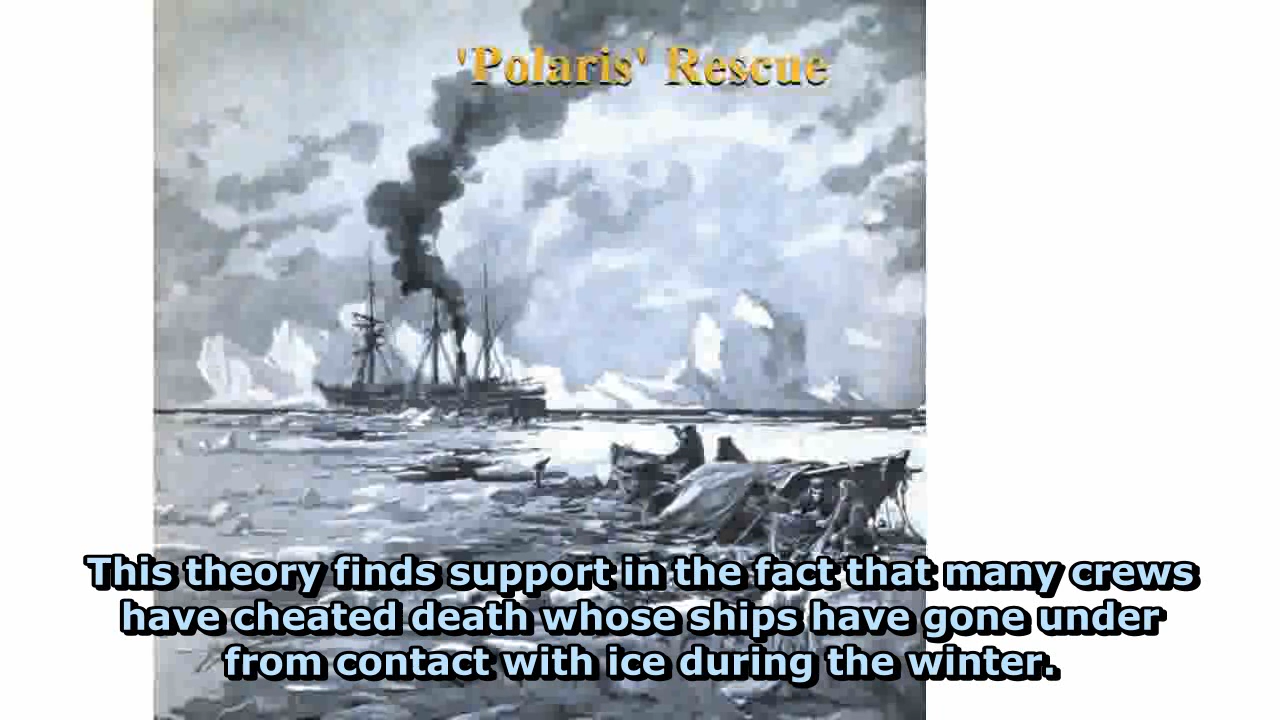 'Polaris' Rescue
This theory finds support in the fact that many crews
have cheated death whose ships have gone under
from contact with ice during the winter.